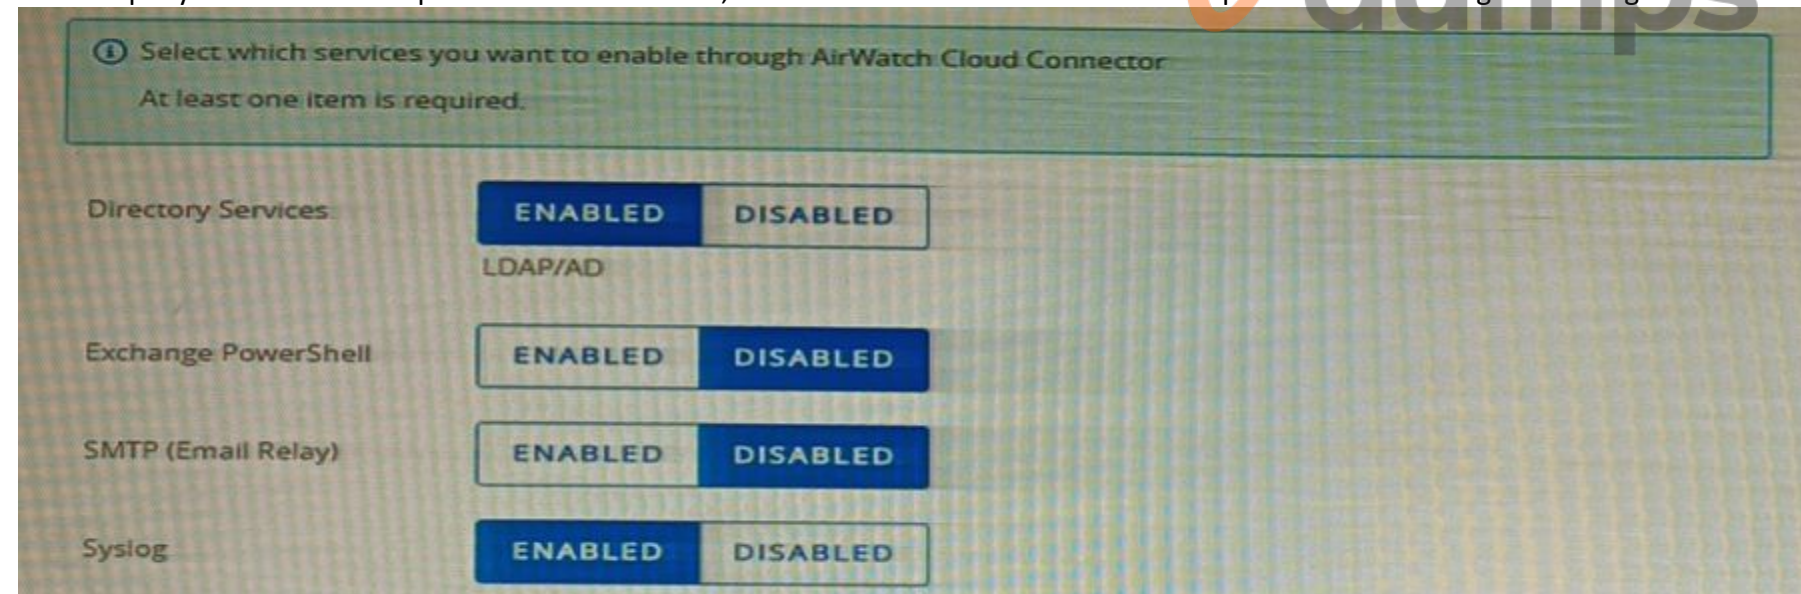 Select which services you want to enable through AirWatch Cloud Connector
At least one item is required.
Directory Services
ENABLED DISABLED
LDAP/AD
Exchange PowerShell
ENABLED DISABLED
SMTP (Email Relay)
ENABLED DISABLED
Syslog
ENABLED DISABLED